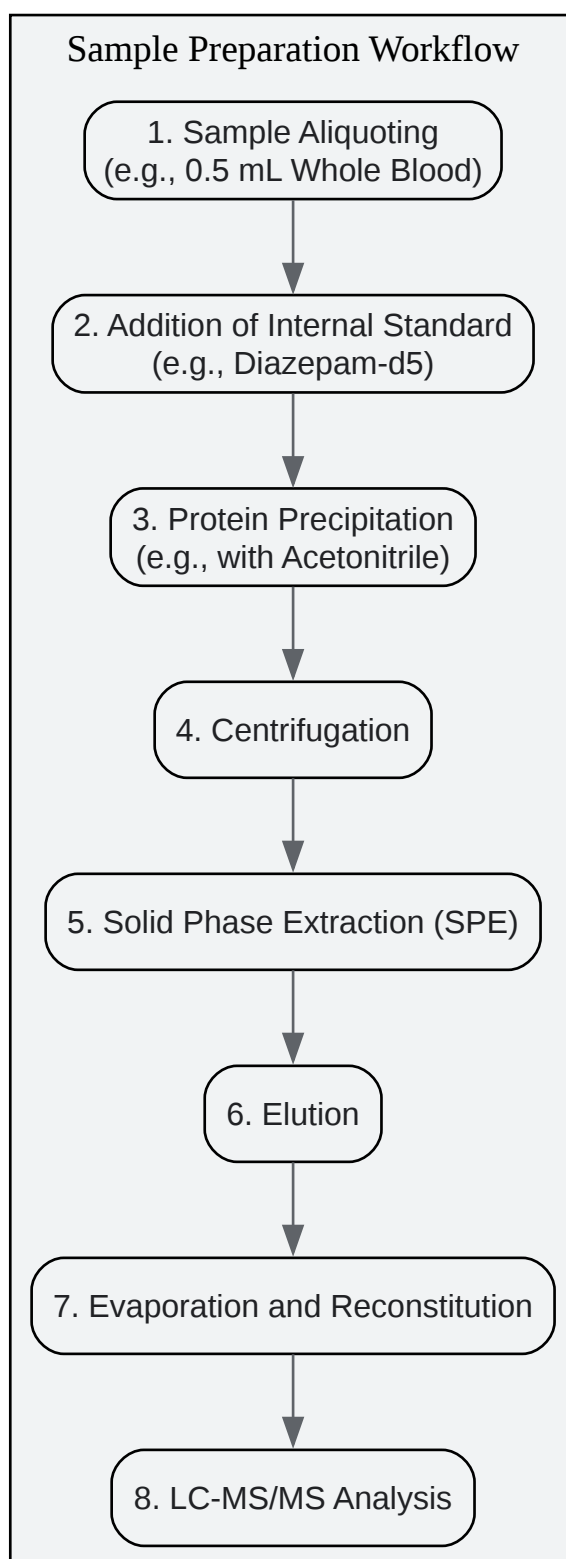 Sample Preparation Workflow
1. Sample Aliquoting
(e.g., 0.5 mL Whole Blood)
2. Addition of Internal Standard
(e.g., Diazepam-d5)
3. Protein Precipitation
(e.g., with Acetonitrile)
4. Centrifugation
5. Solid Phase Extraction (SPE)
6. Elution
7. Evaporation and Reconstitution
8. LC-MS/MS Analysis